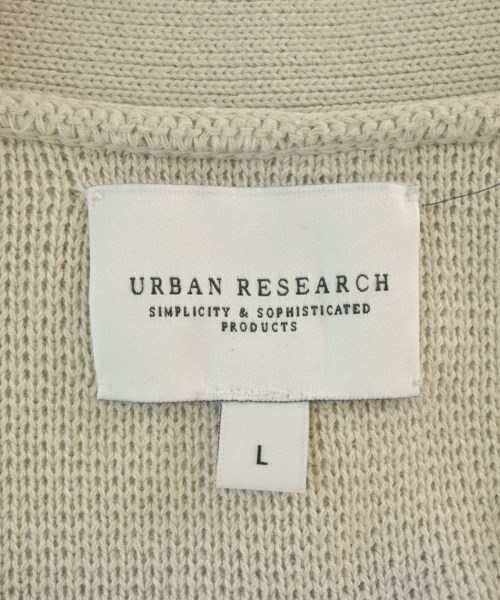 URBAN RESEARCH
SIMPLICITY & SOPHISTICATED
PRODUCTS
L